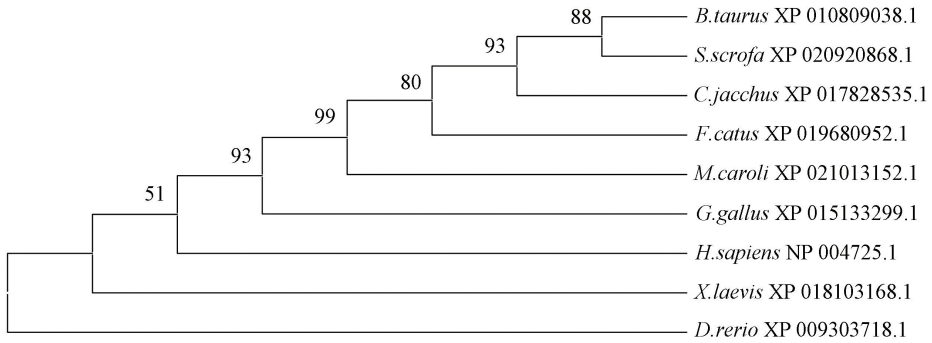 88
B.taurus XP 010809038.1
93
S.scrofa XP 020920868.1
80
C.jacchus XP 017828535.1
99
F.catus XP 019680952.1
93
M.caroli XP 021013152.1
51
G.gallus XP 015133299.1
H.sapiens NP 004725.1
X.laevis XP 018103168.1
D.rerio XP 009303718.1